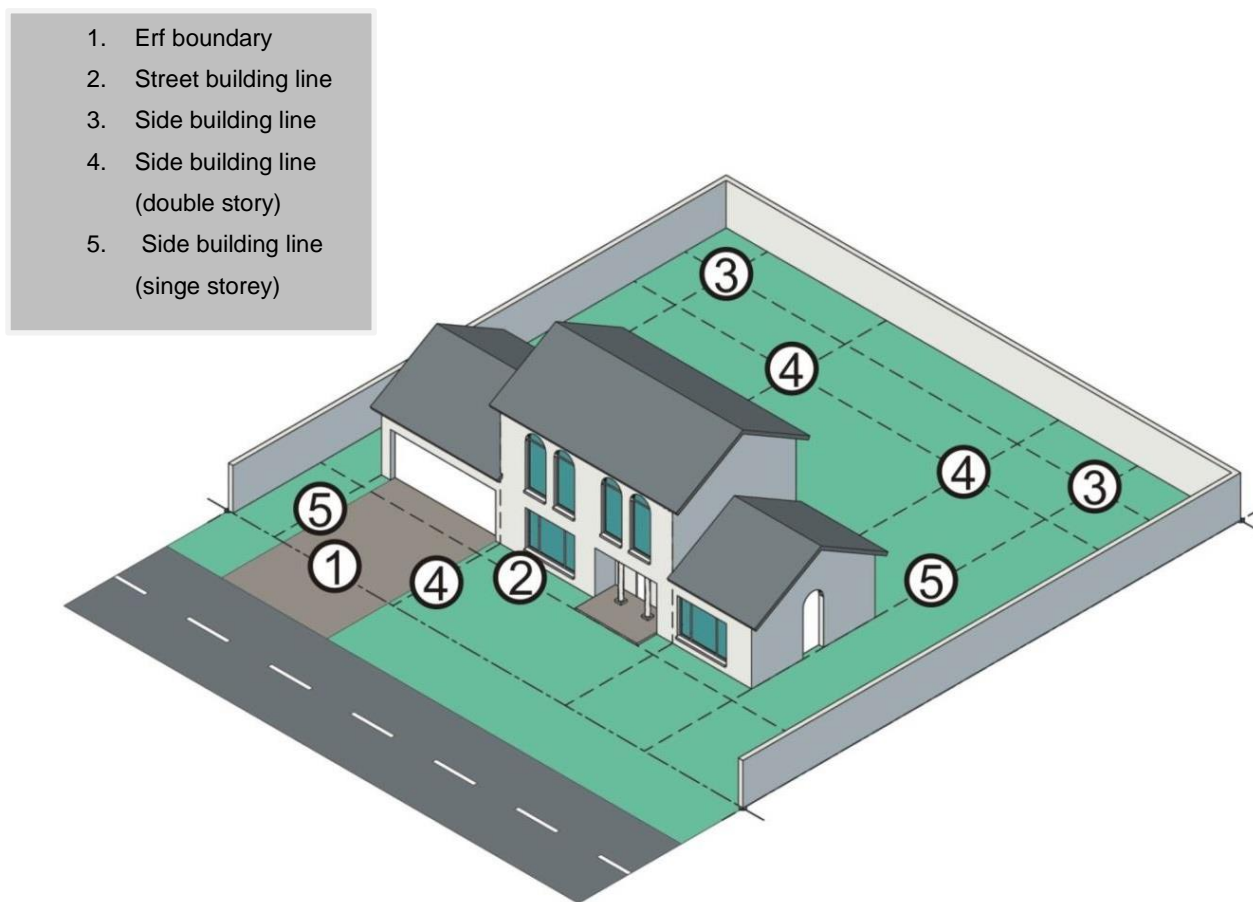 1. Erf boundary
2. Street building line
3. Side building line
4. Side building line
(double story)
5. Side building line
(singe storey)
3
4
4
3
5
5
1
4
2